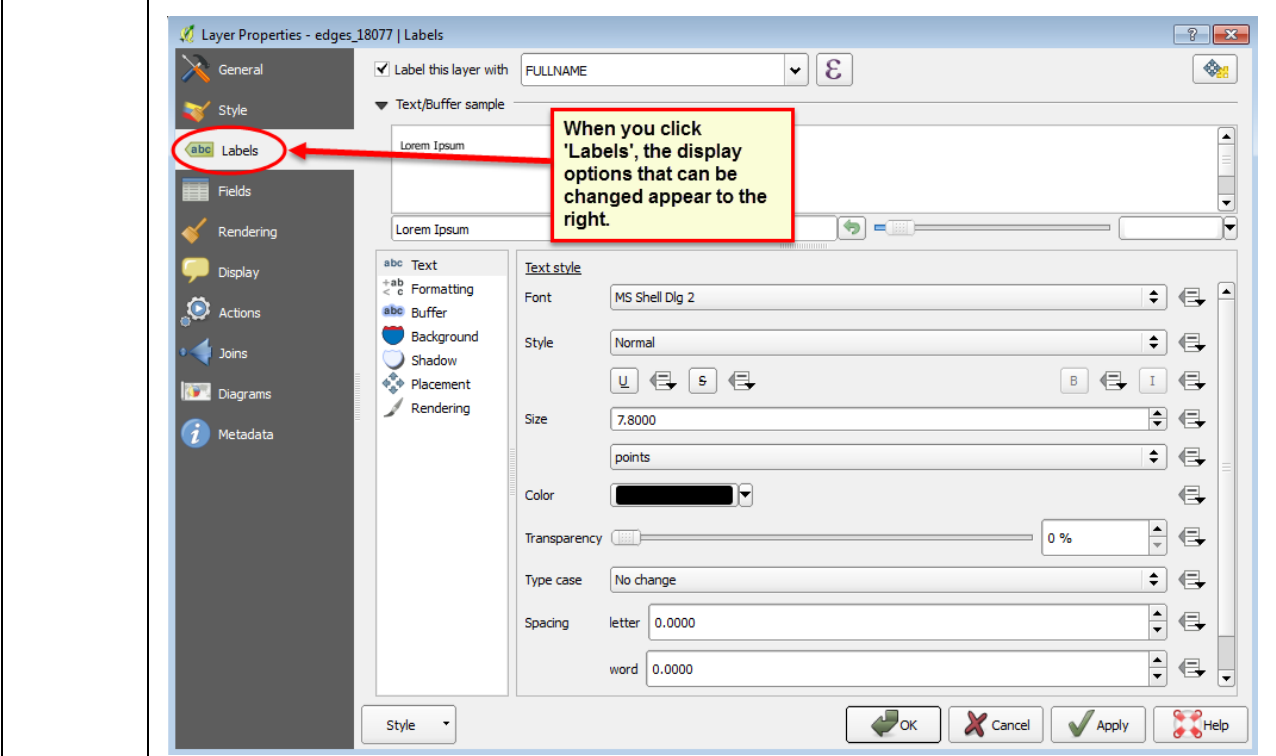 Layer Properties - edges_18077 | Labels
General
Style
abc Labels
Fields
Rendering
Display
Actions
Joins
Diagrams
Metadata
Label this layer with FULLNAME ε
Text/Buffer sample
Lorem Ipsum
When you click
'Labels', the display
options that can be
changed appear to the
right.
Lorem Ipsum
abc Text
+ab
< c Formatting
abc Buffer
Background
Shadow
Placement
Rendering
Text style
Font MS Shell Dlg 2
Style Normal
U S B I
Size 7.8000
points
Color
Transparency 0 %
Type case No change
Spacing letter 0.0000
word 0.0000
Style OK Cancel Apply Help